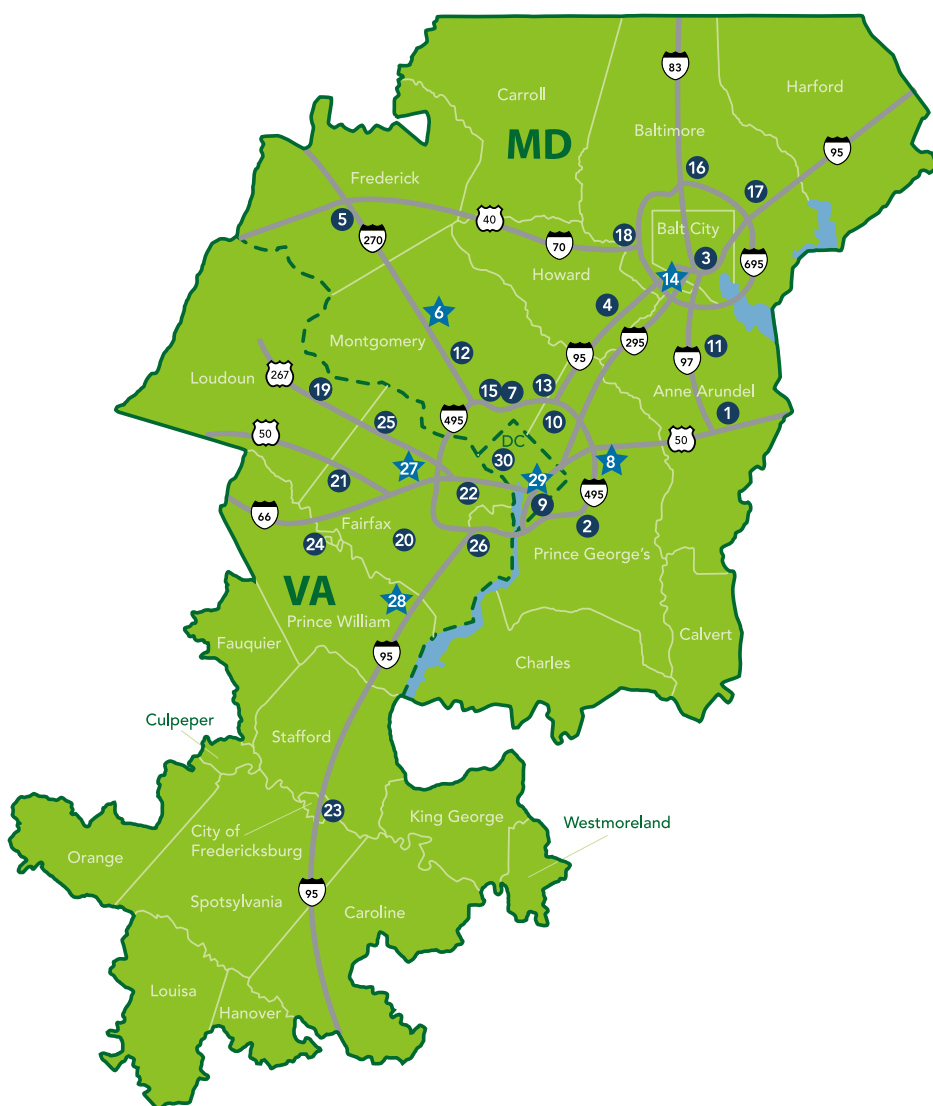 83
Carroll
Harford
Baltimore
MD
95
16
Frederick
17
5
40
Balt City
18
270
70
3
695
Howard
14
6
4
Montgomery
295
11
12
95
97
267
Loudoun
19
15
7
13
Anne Arundel
1
495
25
10
50
DC
50
27
30
8
21
29
22
495
9
66
Fairfax
2
24
20
26
Prince George's
VA
28
Prince William
Fauquier
Calvert
95
Charles
Culpeper
Stafford
23
King George
Westmoreland
City of
Fredericksburg
Orange
95
Spotsylvania
Caroline
Louisa
Hanover